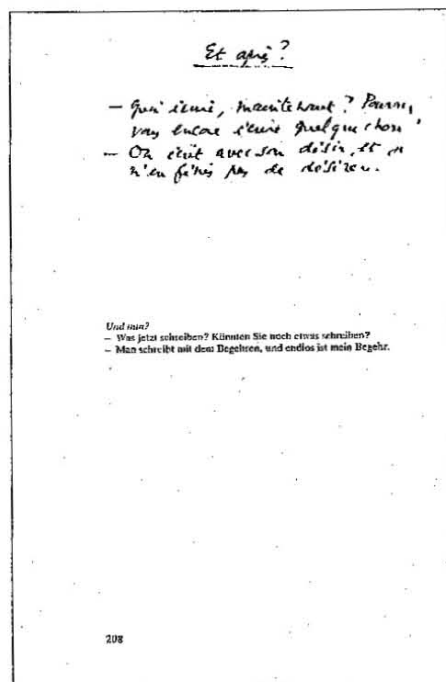 Et après ?
— Quoi écrire, maintenant ? Pourrez-
vous encore écrire quelque chose ?
— On écrit avec son désir, et je
n'en finis pas de désirer.
Und nun?
— Was jetzt schreiben? Könnten Sie noch etwas schreiben?
— Man schreibt mit dem Begehren, und endlos ist mein Begehr.
208